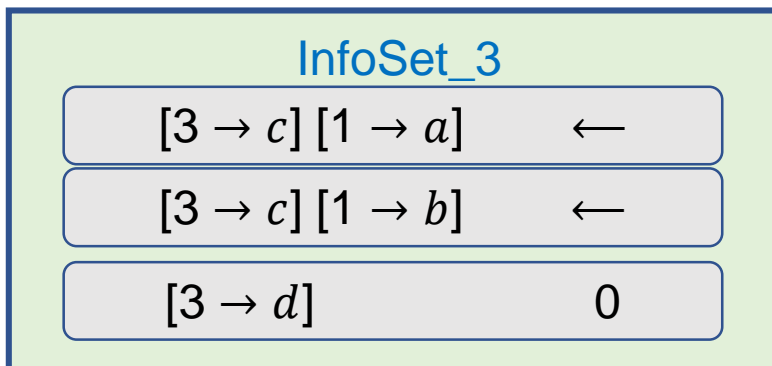 InfoSet_3
[3 → c] [1 → a] ←
[3 → c] [1 → b] ←
[3 → d] 0